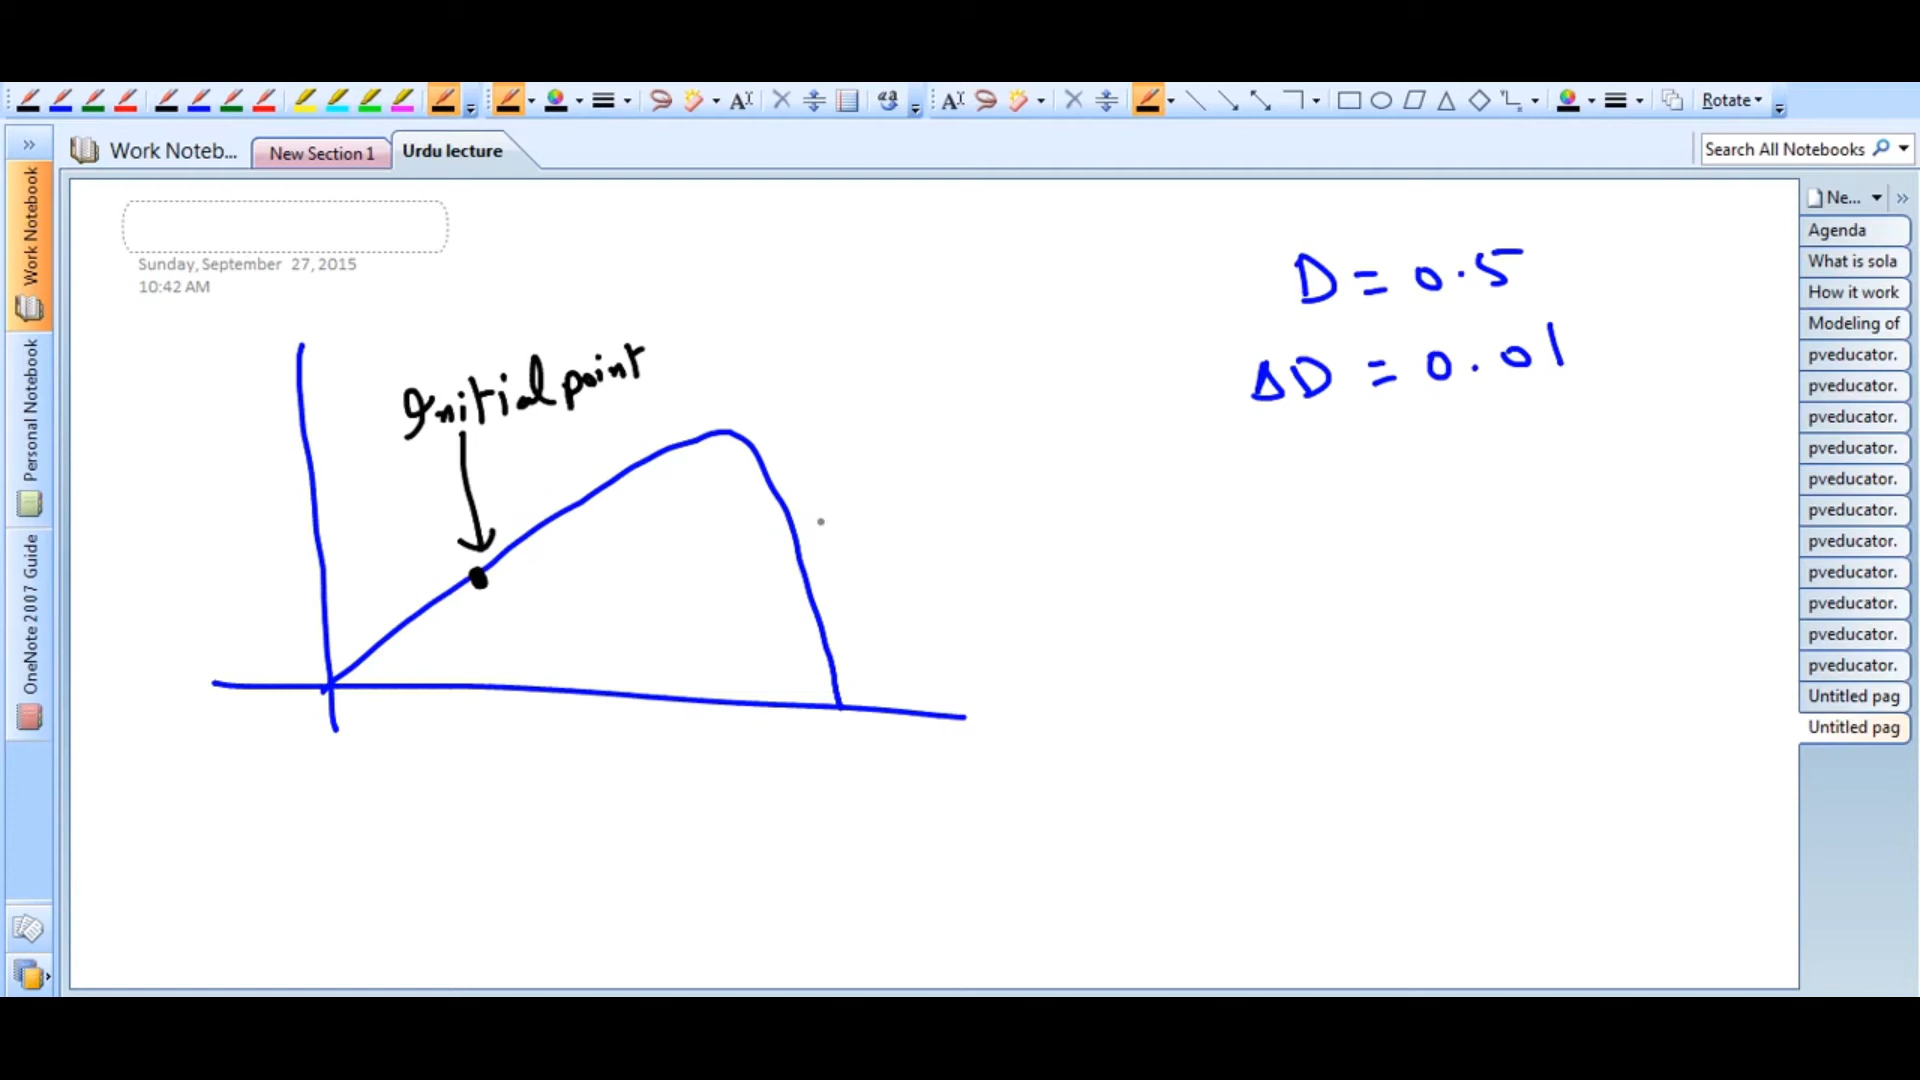 Rotate
Work Noteb...
New Section 1
Urdu lecture
Search All Notebooks
Work Notebook
Personal Notebook
OneNote 2007 Guide
Sunday, September 27, 2015
10:42 AM
Initial point
D = 0.5
ΔD = 0.01
Ne...
Agenda
What is sola
How it work
Modeling of
pveducator.
pveducator.
pveducator.
pveducator.
pveducator.
pveducator.
pveducator.
pveducator.
pveducator.
pveducator.
pveducator.
Untitled pag
Untitled pag